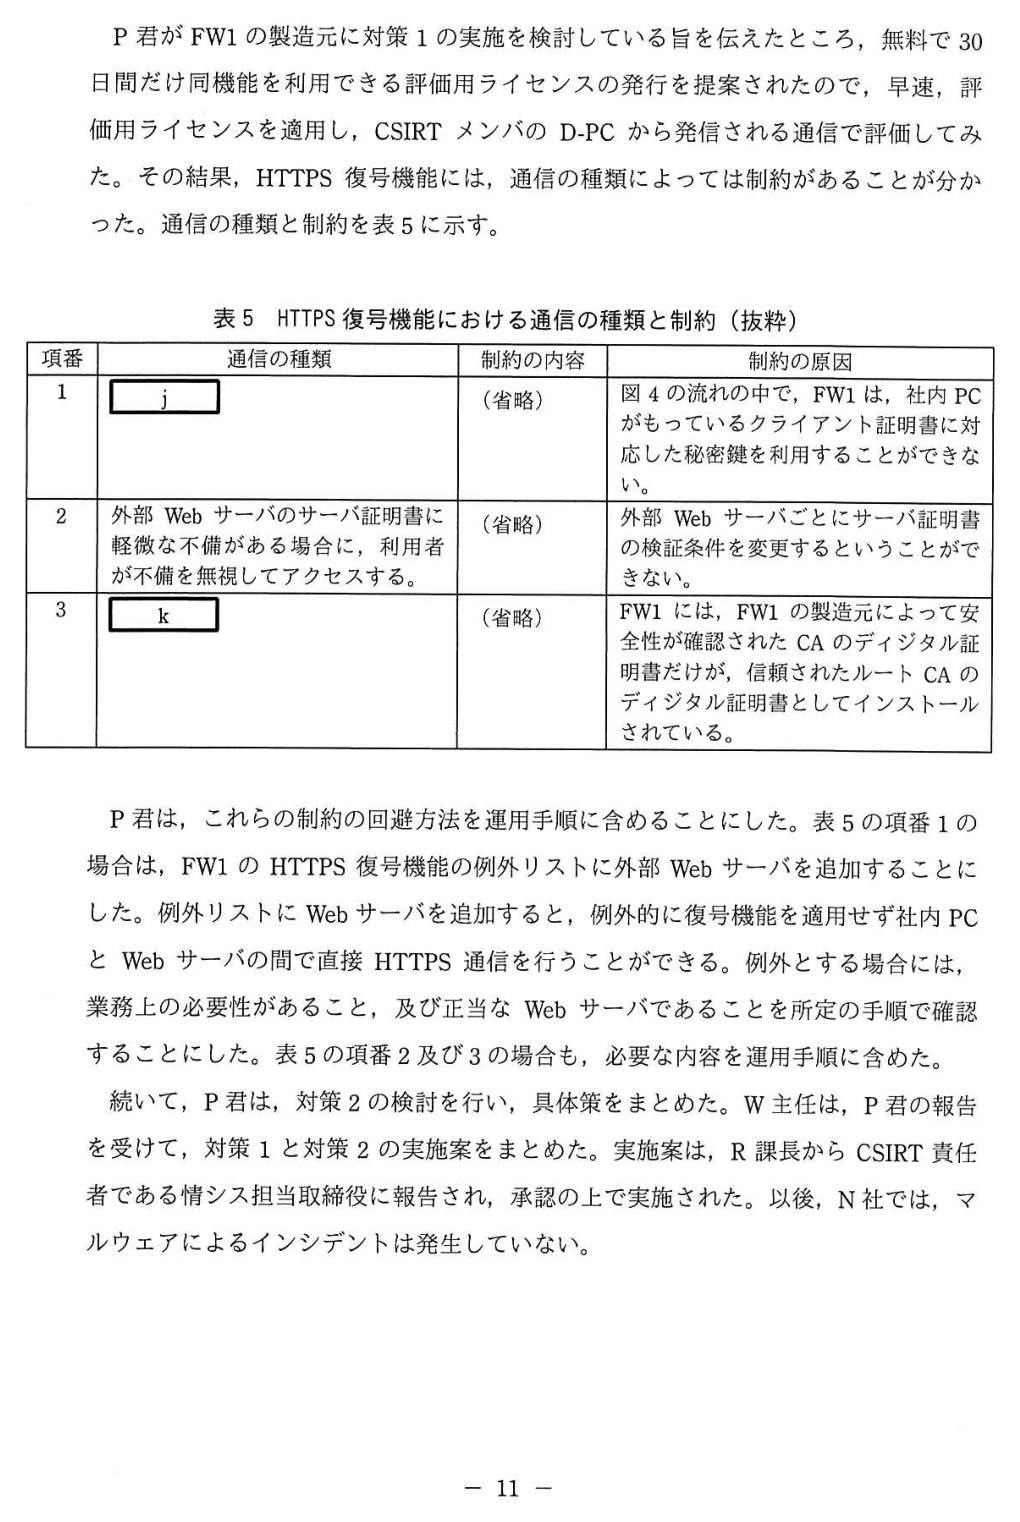 P 君が FW1 の製造元に対策 1 の実施を検討している旨を伝えたところ，無料で 30
日間だけ同機能を利用できる評価用ライセンスの発行を提案されたので，早速，評
価用ライセンスを適用し，CSIRT メンバの D-PC から発信される通信で評価してみ
た。その結果，HTTPS 復号機能には，通信の種類によっては制約があることが分か
った。通信の種類と制約を表 5 に示す。
表 5　HTTPS 復号機能における通信の種類と制約（抜粋）
項番 通信の種類 制約の内容 制約の原因
1 j （省略） 図 4 の流れの中で，FW1 は，社内 PC
がもっているクライアント証明書に対
応した秘密鍵を利用することができな
い。
2 外部 Web サーバのサーバ証明書に （省略） 外部 Web サーバごとにサーバ証明書
軽微な不備がある場合に，利用者 の検証条件を変更するということがで
が不備を無視してアクセスする。 きない。
3 k （省略） FW1 には，FW1 の製造元によって安
全性が確認された CA のディジタル証
明書だけが，信頼されたルート CA の
ディジタル証明書としてインストール
されている。
P 君は，これらの制約の回避方法を運用手順に含めることにした。表 5 の項番 1 の
場合は，FW1 の HTTPS 復号機能の例外リストに外部 Web サーバを追加することに
した。例外リストに Web サーバを追加すると，例外的に復号機能を適用せず社内 PC
と Web サーバの間で直接 HTTPS 通信を行うことができる。例外とする場合には，
業務上の必要性があること，及び正当な Web サーバであることを所定の手順で確認
することにした。表 5 の項番 2 及び 3 の場合も，必要な内容を運用手順に含めた。
続いて，P 君は，対策 2 の検討を行い，具体策をまとめた。W 主任は，P 君の報告
を受けて，対策 1 と対策 2 の実施案をまとめた。実施案は，R 課長から CSIRT 責任
者である情シス担当取締役に報告され，承認の上で実施された。以後，N 社では，マ
ルウェアによるインシデントは発生していない。
－ 11 －